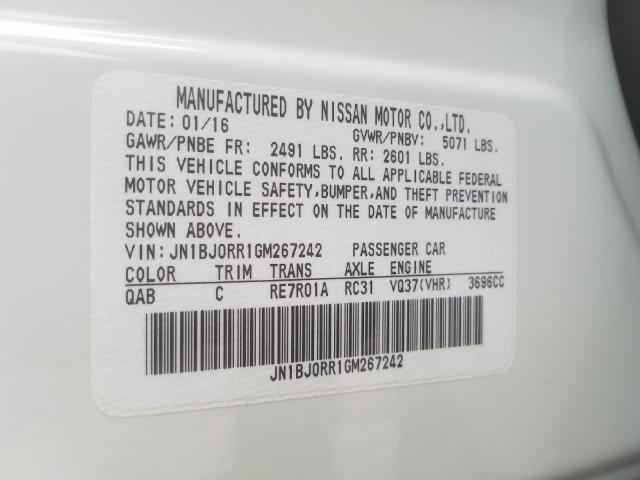 MANUFACTURED BY NISSAN MOTOR CO.,LTD.
DATE: 01/16 GVWR/PNBV: 5071 LBS.
GAWR/PNBE FR: 2491 LBS. RR: 2601 LBS.
THIS VEHICLE CONFORMS TO ALL APPLICABLE FEDERAL
MOTOR VEHICLE SAFETY,BUMPER,AND THEFT PREVENTION
STANDARDS IN EFFECT ON THE DATE OF MANUFACTURE
SHOWN ABOVE.
VIN: JN1BJ0RR1GM267242 PASSENGER CAR
COLOR TRIM TRANS AXLE ENGINE
QAB C RE7R01A RC31 VQ37(VHR) 3696CC
JN1BJ0RR1GM267242